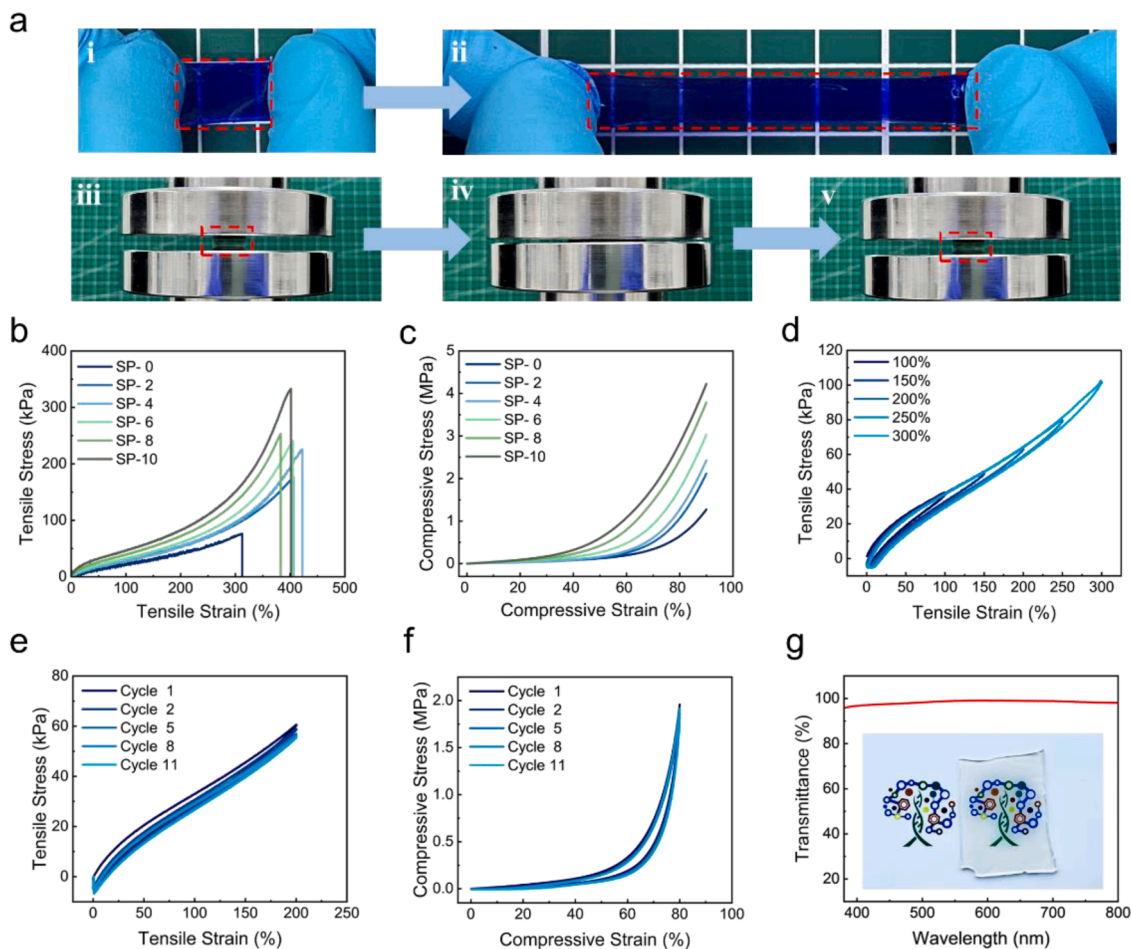 a
i
ii
iii
iv
v
b
400
300
200
100
0
Tensile Stress (kPa)
SP- 0
SP- 2
SP- 4
SP- 6
SP- 8
SP-10
0
100
200
300
400
500
Tensile Strain (%)
c
5
4
3
2
1
0
Compressive Stress (MPa)
SP- 0
SP- 2
SP- 4
SP- 6
SP- 8
SP-10
0
20
40
60
80
100
Compressive Strain (%)
d
120
100
80
60
40
20
0
Tensile Stress (kPa)
100%
150%
200%
250%
300%
0
50
100
150
200
250
300
Tensile Strain (%)
e
80
60
40
20
0
Tensile Stress (kPa)
Cycle 1
Cycle 2
Cycle 5
Cycle 8
Cycle 11
0
50
100
150
200
250
Tensile Strain (%)
f
2.0
1.5
1.0
0.5
0.0
Compressive Stress (MPa)
Cycle 1
Cycle 2
Cycle 5
Cycle 8
Cycle 11
0
20
40
60
80
100
Compressive Strain (%)
g
100
80
60
40
20
Transmittance (%)
400
500
600
700
800
Wavelength (nm)